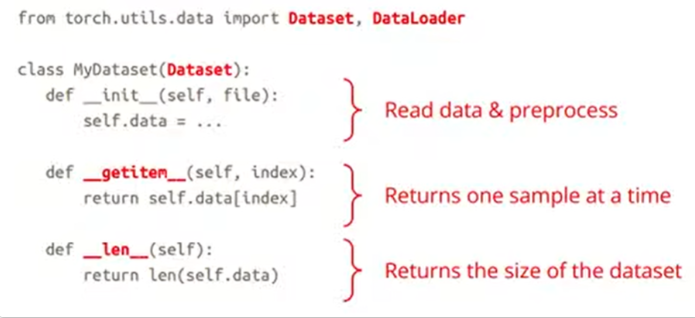 from torch.utils.data import Dataset, DataLoader
class MyDataset(Dataset):
def __init__(self, file):
self.data = ...
Read data & preprocess
def __getitem__(self, index):
return self.data[index]
Returns one sample at a time
def __len__(self):
return len(self.data)
Returns the size of the dataset